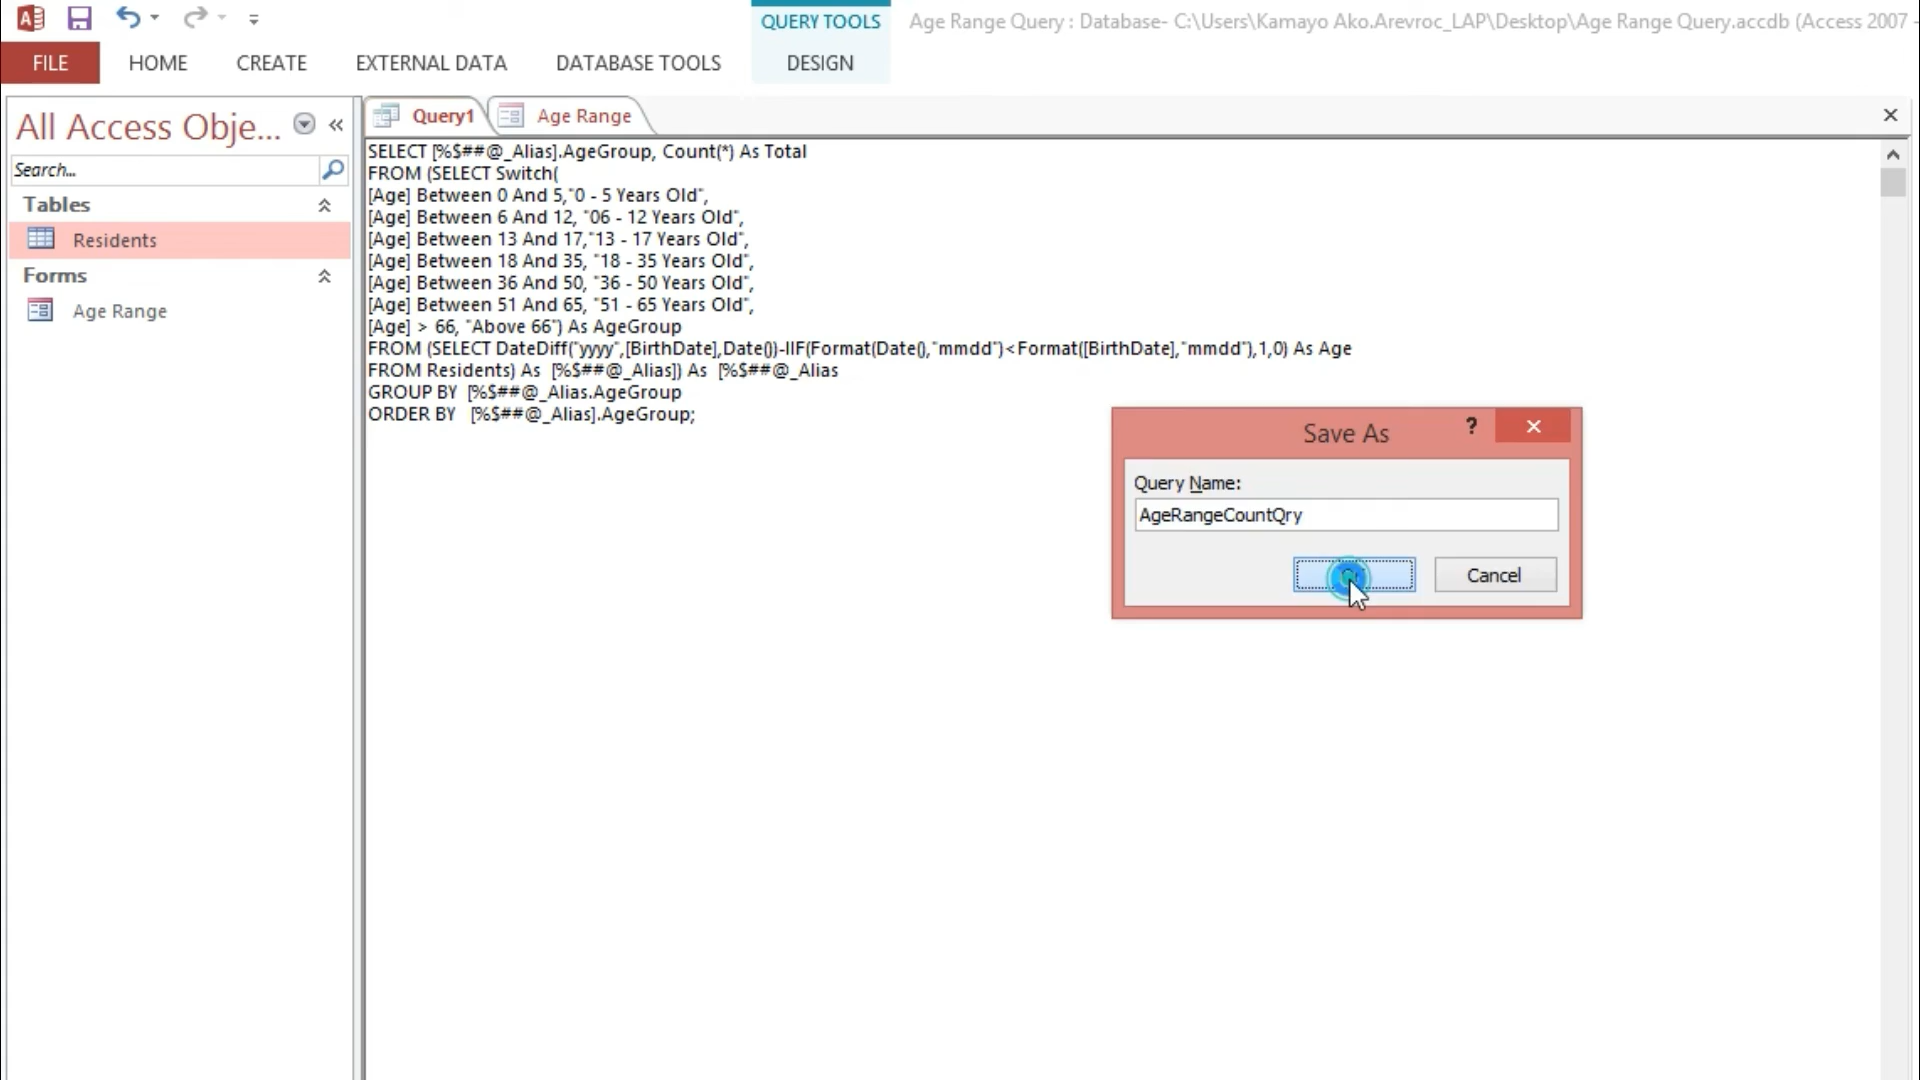 QUERY TOOLS
Age Range Query : Database- C:\Users\Kamayo Ako.Arevroc_LAP\Desktop\Age Range Query.accdb (Access 2007 -
FILE
HOME
CREATE
EXTERNAL DATA
DATABASE TOOLS
DESIGN
All Access Obje...
Search...
Tables
Residents
Forms
Age Range
Query1
Age Range
SELECT [%$##@_Alias].AgeGroup, Count(*) As Total
FROM (SELECT Switch(
[Age] Between 0 And 5,"0 - 5 Years Old",
[Age] Between 6 And 12, "06 - 12 Years Old",
[Age] Between 13 And 17,"13 - 17 Years Old",
[Age] Between 18 And 35, "18 - 35 Years Old",
[Age] Between 36 And 50, "36 - 50 Years Old",
[Age] Between 51 And 65, "51 - 65 Years Old",
[Age] > 66, "Above 66") As AgeGroup
FROM (SELECT DateDiff("yyyy",[BirthDate],Date())-IIF(Format(Date(),"mmdd")<Format([BirthDate],"mmdd"),1,0) As Age
FROM Residents) As  [%$##@_Alias]) As  [%$##@_Alias
GROUP BY  [%$##@_Alias.AgeGroup
ORDER BY   [%$##@_Alias].AgeGroup;
Save As
?
Query Name:
AgeRangeCountQry
Cancel